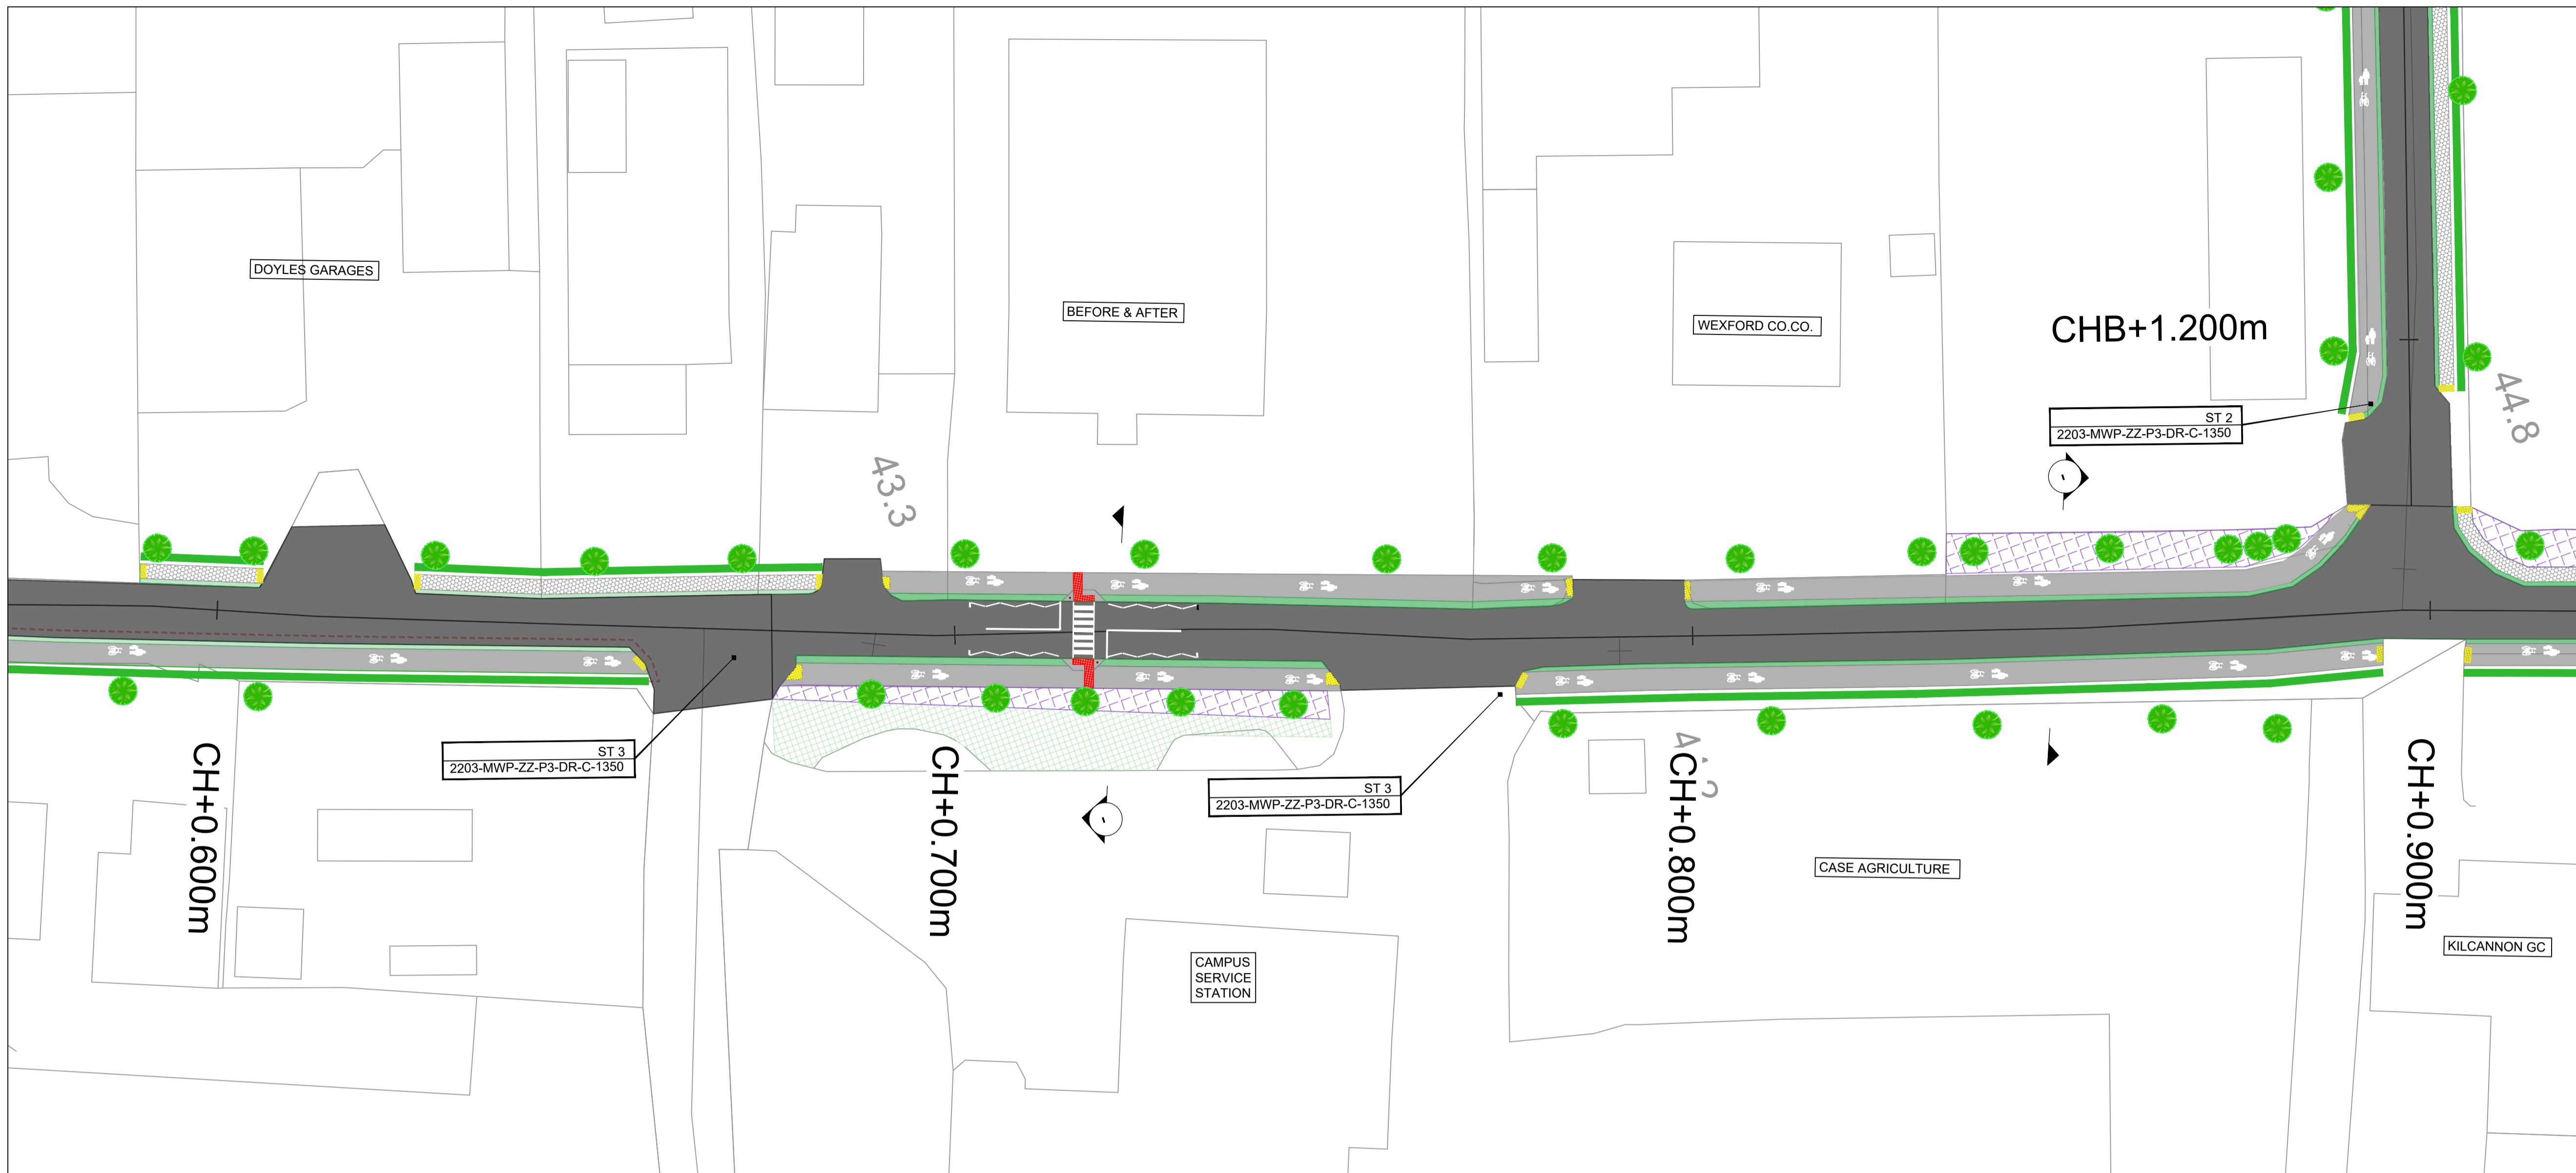 DOYLES GARAGES
BEFORE & AFTER
WEXFORD CO.CO.
CHB+1.200m
ST 2
2203-MWP-ZZ-P3-DR-C-1350
44.8
43.3
-
ST 3
2203-MWP-ZZ-P3-DR-C-1350
ST 3
2203-MWP-ZZ-P3-DR-C-1350
-
CH+0.600m
CH+0.700m
CH+0.800m
CH+0.900m
CASE AGRICULTURE
CAMPUS
SERVICE
STATION
KILCANNON GC